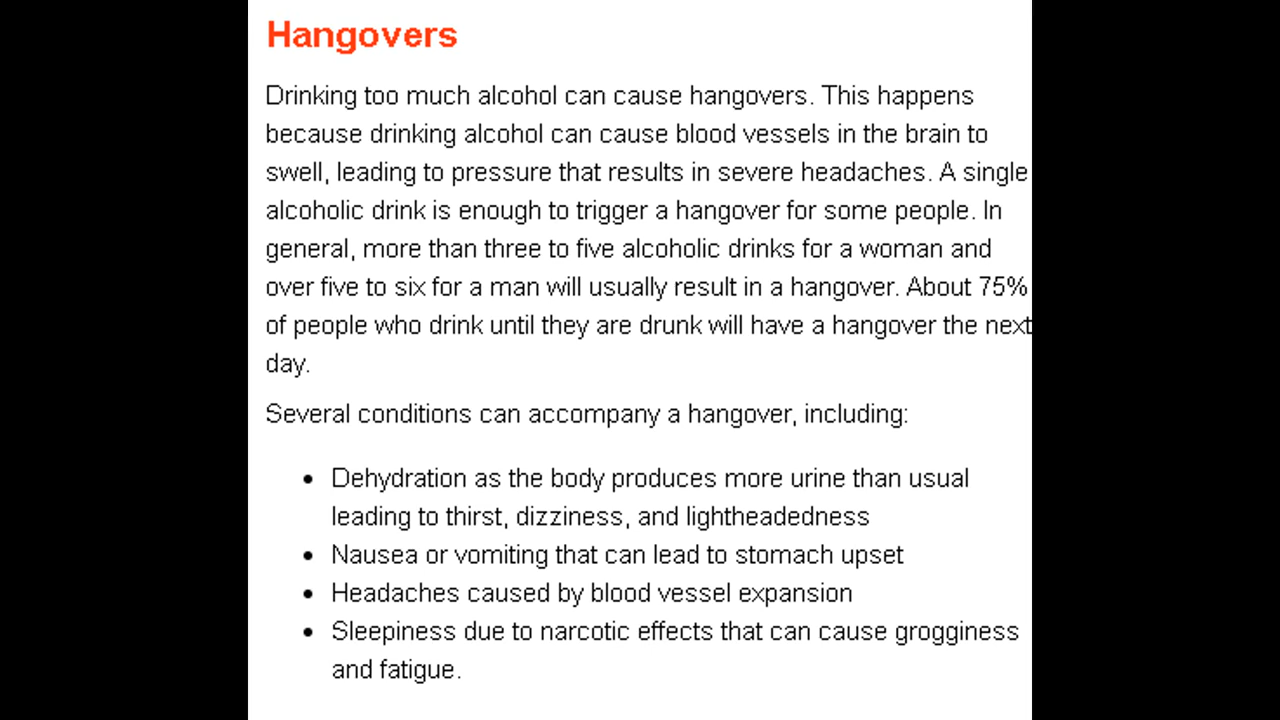 Hangovers
Drinking too much alcohol can cause hangovers. This happens
because drinking alcohol can cause blood vessels in the brain to
swell, leading to pressure that results in severe headaches. A single
alcoholic drink is enough to trigger a hangover for some people. In
general, more than three to five alcoholic drinks for a woman and
over five to six for a man will usually result in a hangover. About 75%
of people who drink until they are drunk will have a hangover the next
day.
Several conditions can accompany a hangover, including:
• Dehydration as the body produces more urine than usual
leading to thirst, dizziness, and lightheadedness
• Nausea or vomiting that can lead to stomach upset
• Headaches caused by blood vessel expansion
• Sleepiness due to narcotic effects that can cause grogginess
and fatigue.